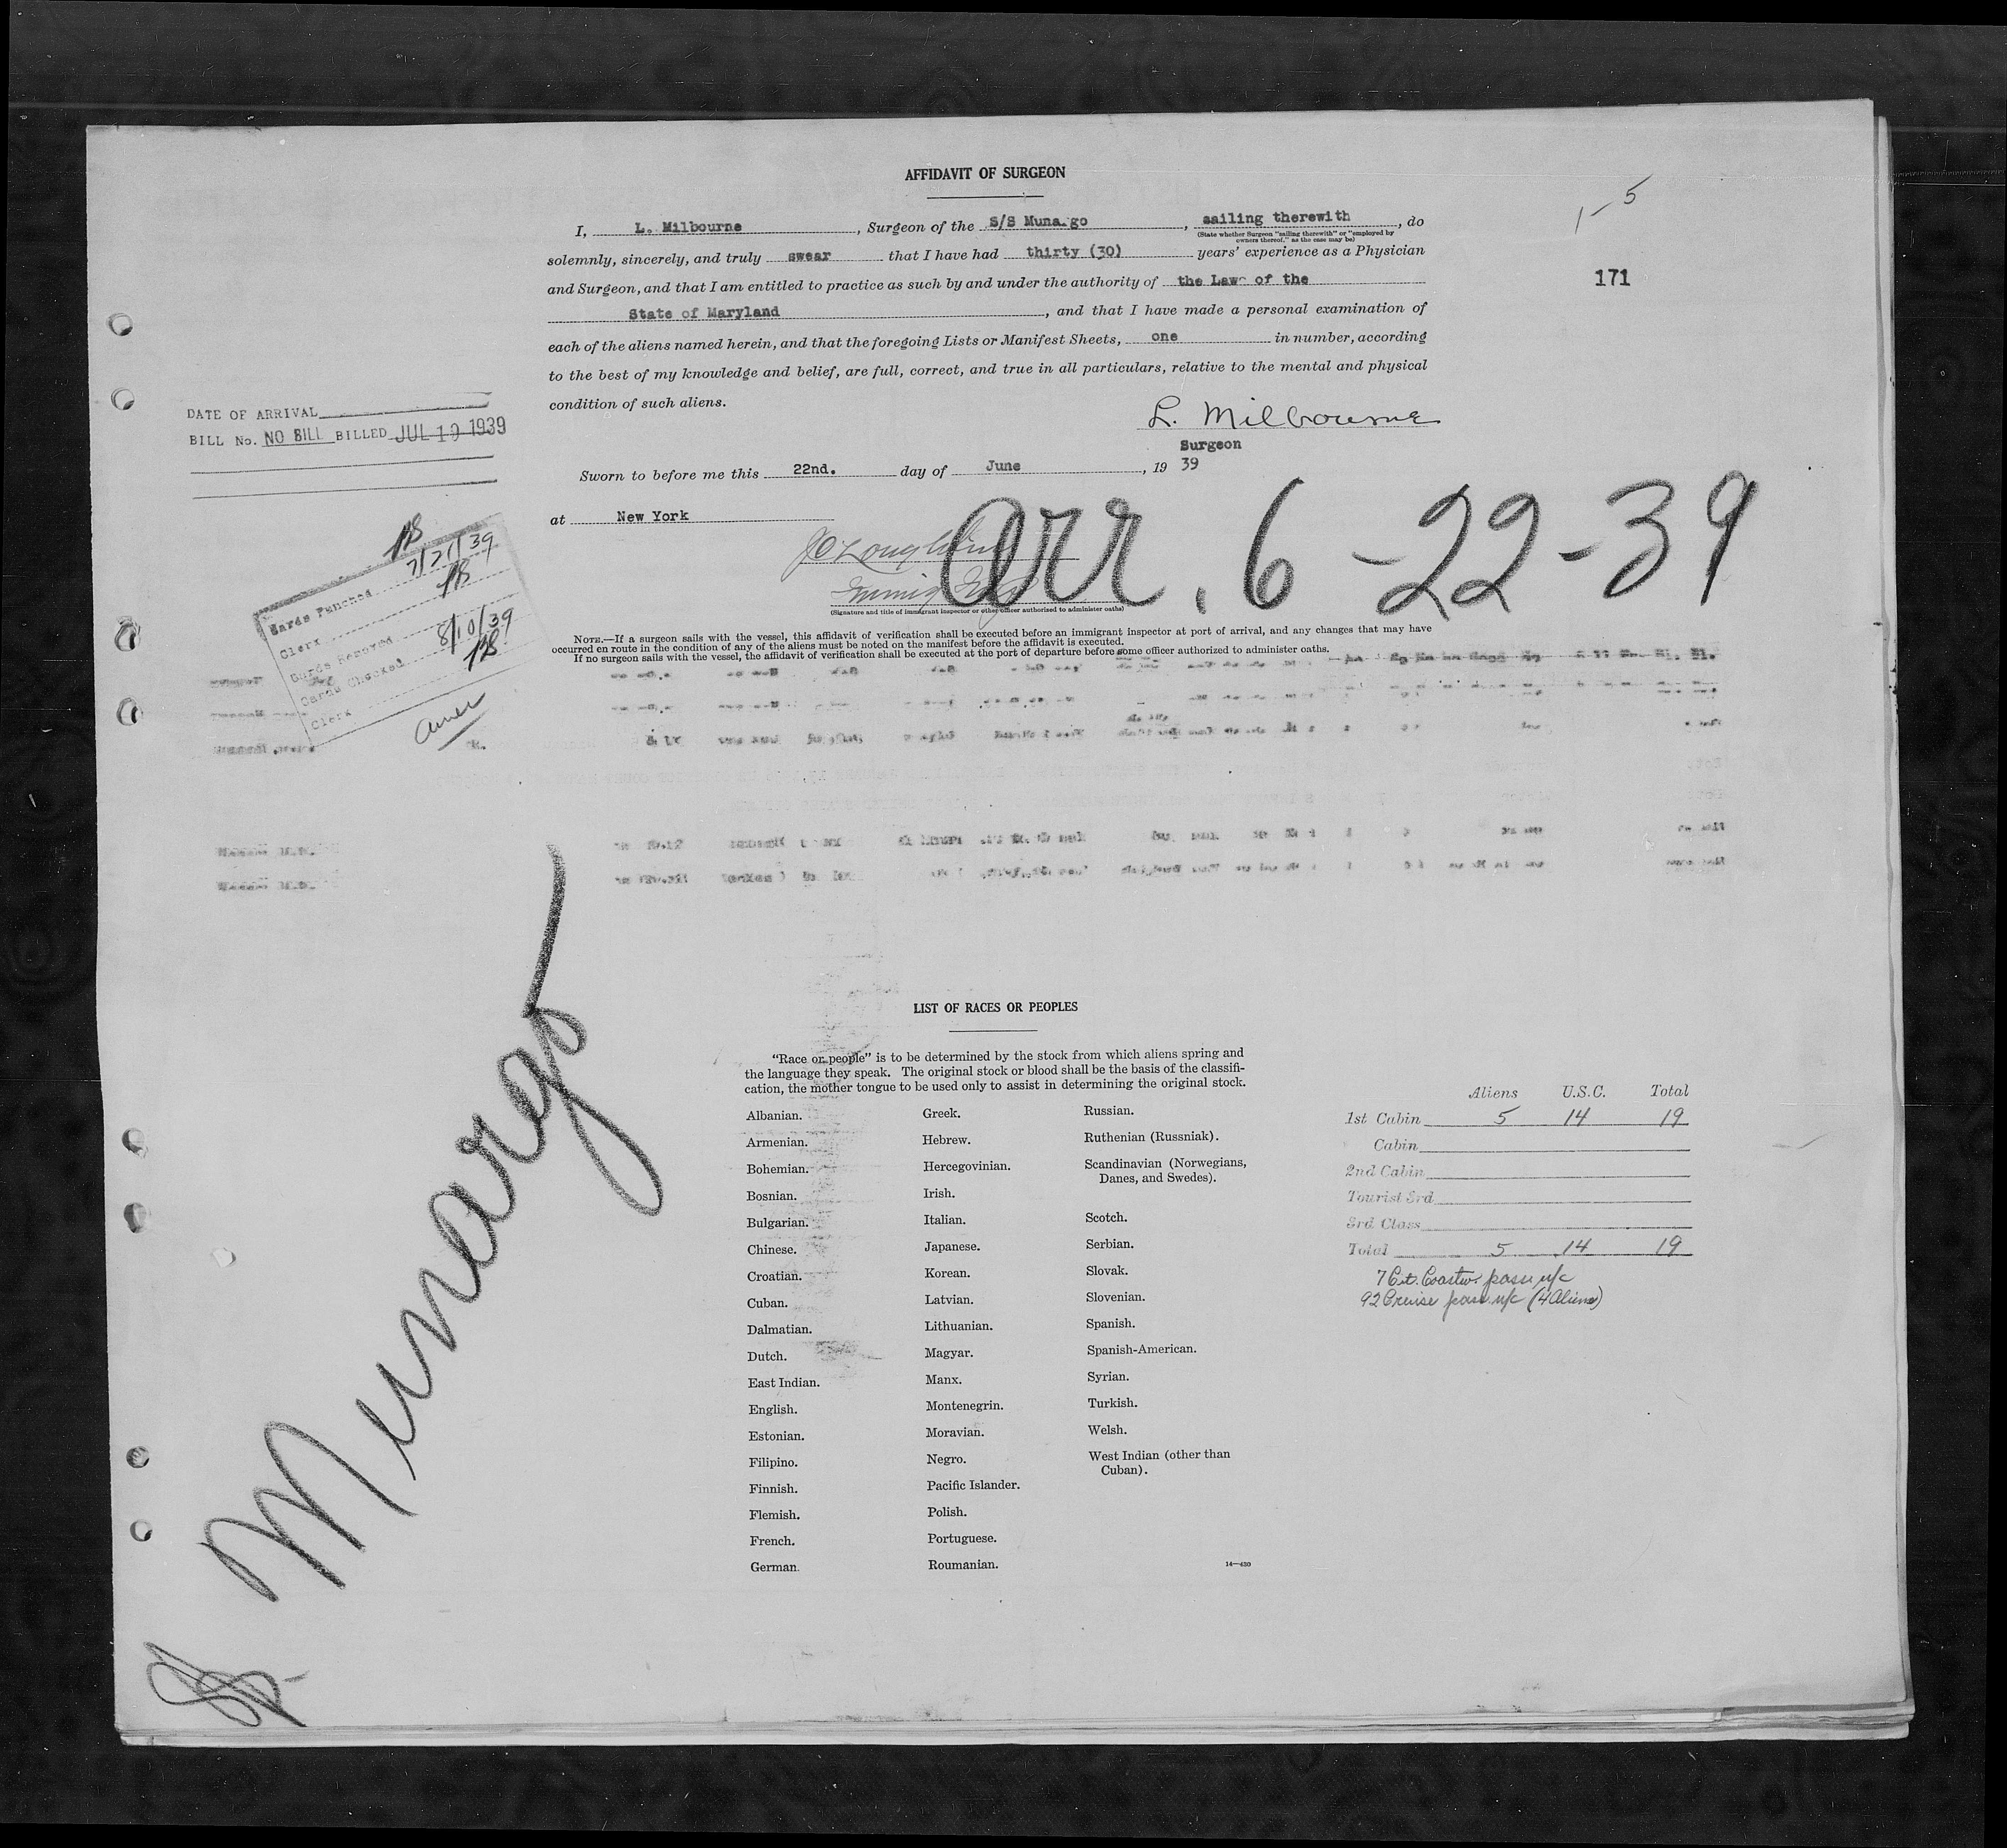 AFFIDAVIT OF SURGEON
1-5
I, L. Milbourne, Surgeon of the S/S Munargo, sailing therewith, do
(State whether Surgeon "sailing therewith" or "employed by
owners thereof," as the case may be)
solemnly, sincerely, and truly swear that I have had thirty (30) years' experience as a Physician
and Surgeon, and that I am entitled to practice as such by and under the authority of the Laws of the
171
State of Maryland, and that I have made a personal examination of
each of the aliens named herein, and that the foregoing Lists or Manifest Sheets, one in number, according
to the best of my knowledge and belief, are full, correct, and true in all particulars, relative to the mental and physical
condition of such aliens.
L. Milbourne
Surgeon
Sworn to before me this 22nd. day of June, 19 39
at New York
(Signature and title of immigrant inspector or other officer authorized to administer oaths)
Arr. 6-22-39
DATE OF ARRIVAL
BILL No. NO BILL BILLED JUL 19 1939
Cards Punched 7/21/39
Clerk
Cards Removed
Cards Checked 8/10/39
Clerk
NOTE.—If a surgeon sails with the vessel, this affidavit of verification shall be executed before an immigrant inspector at port of arrival, and any changes that may have
occurred en route in the condition of any of the aliens must be noted on the manifest before the affidavit is executed.
If no surgeon sails with the vessel, the affidavit of verification shall be executed at the port of departure before some officer authorized to administer oaths.
Munargo
LIST OF RACES OR PEOPLES
"Race or people" is to be determined by the stock from which aliens spring and
the language they speak. The original stock or blood shall be the basis of the classifi-
cation, the mother tongue to be used only to assist in determining the original stock.
Albanian.
Armenian.
Bohemian.
Bosnian.
Bulgarian.
Chinese.
Croatian.
Cuban.
Dalmatian.
Dutch.
East Indian.
English.
Estonian.
Filipino.
Finnish.
Flemish.
French.
German.
Greek.
Hebrew.
Hercegovinian.
Irish.
Italian.
Japanese.
Korean.
Latvian.
Lithuanian.
Magyar.
Manx.
Montenegrin.
Moravian.
Negro.
Pacific Islander.
Polish.
Portuguese.
Roumanian.
Russian.
Ruthenian (Russniak).
Scandinavian (Norwegians,
Danes, and Swedes).
Scotch.
Serbian.
Slovak.
Slovenian.
Spanish.
Spanish-American.
Syrian.
Turkish.
Welsh.
West Indian (other than
Cuban).
14—430
Aliens U.S.C. Total
1st Cabin 5 14 19
Cabin
2nd Cabin
Tourist 3rd
3rd Class
Total 5 14 19
7 Cit. Coastw. pass n/c
92 Cruise pass. n/c (4 Aliens)